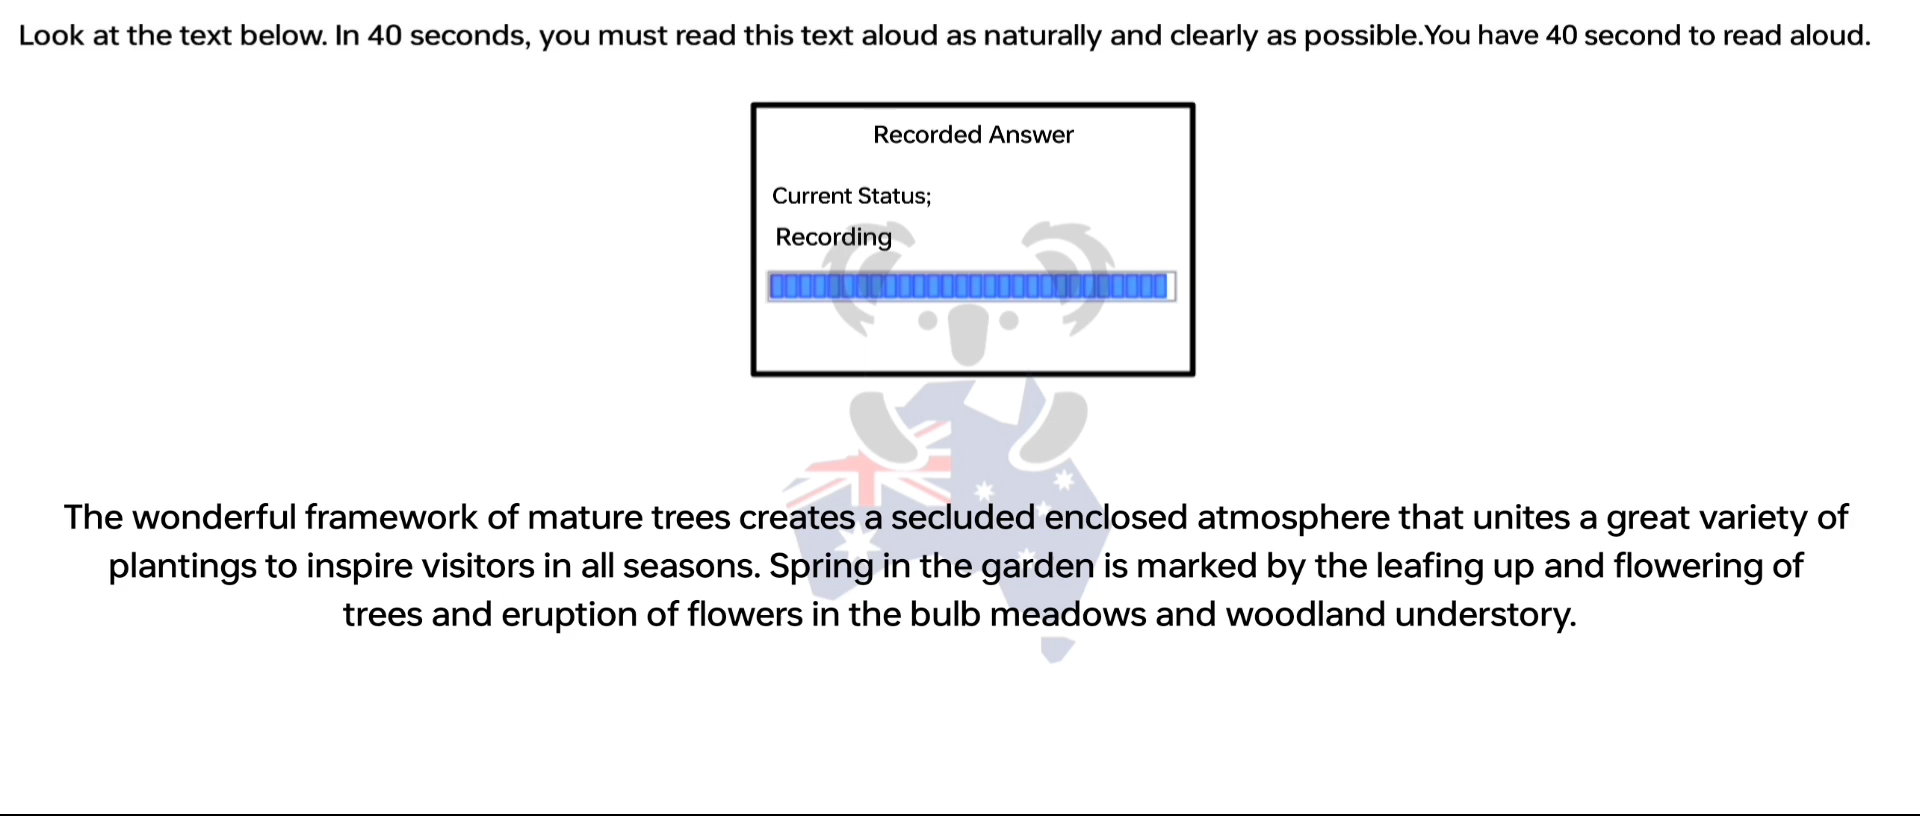 Look at the text below. In 40 seconds, you must read this text aloud as naturally and clearly as possible.You have 40 second to read aloud.
Recorded Answer
Current Status;
Recording
The wonderful framework of mature trees creates a secluded enclosed atmosphere that unites a great variety of
plantings to inspire visitors in all seasons. Spring in the garden is marked by the leafing up and flowering of
trees and eruption of flowers in the bulb meadows and woodland understory.